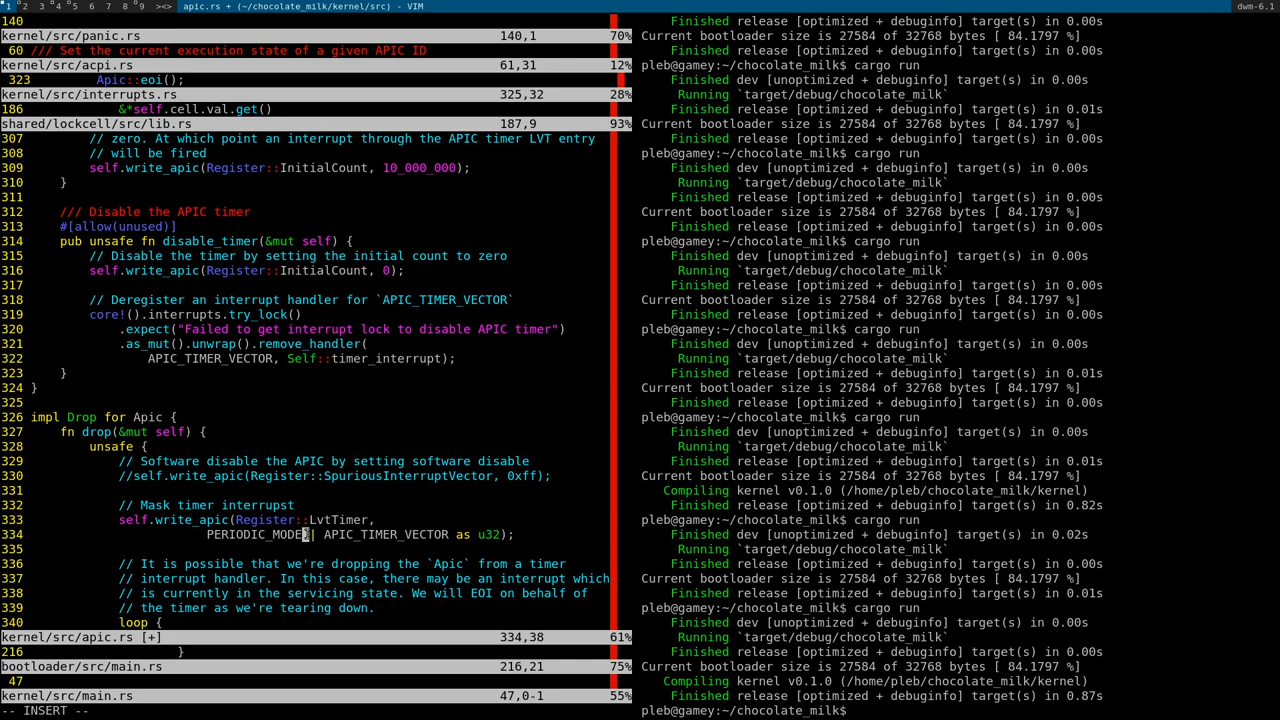 1 2 3 4 5 6 7 8 9 ><> apic.rs + (~/chocolate_milk/kernel/src) - VIM dwm-6.1
140
kernel/src/panic.rs 140,1 70%
60 /// Set the current execution state of a given APIC ID
kernel/src/acpi.rs 61,31 12%
323 Apic::eoi();
kernel/src/interrupts.rs 325,32 28%
186 &*self.cell.val.get()
shared/lockcell/src/lib.rs 187,9 93%
307 // zero. At which point an interrupt through the APIC timer LVT entry
308 // will be fired
309 self.write_apic(Register::InitialCount, 10_000_000);
310 }
311
312 /// Disable the APIC timer
313 #[allow(unused)]
314 pub unsafe fn disable_timer(&mut self) {
315 // Disable the timer by setting the initial count to zero
316 self.write_apic(Register::InitialCount, 0);
317
318 // Deregister an interrupt handler for `APIC_TIMER_VECTOR`
319 core!().interrupts.try_lock()
320 .expect("Failed to get interrupt lock to disable APIC timer")
321 .as_mut().unwrap().remove_handler(
322 APIC_TIMER_VECTOR, Self::timer_interrupt);
323 }
324 }
325
326 impl Drop for Apic {
327 fn drop(&mut self) {
328 unsafe {
329 // Software disable the APIC by setting software disable
330 //self.write_apic(Register::SpuriousInterruptVector, 0xff);
331
332 // Mask timer interrupst
333 self.write_apic(Register::LvtTimer,
334 PERIODIC_MODE)| APIC_TIMER_VECTOR as u32);
335
336 // It is possible that we're dropping the `Apic` from a timer
337 // interrupt handler. In this case, there may be an interrupt which
338 // is currently in the servicing state. We will EOI on behalf of
339 // the timer as we're tearing down.
340 loop {
kernel/src/apic.rs [+] 334,38 61%
216 }
bootloader/src/main.rs 216,21 75%
47
kernel/src/main.rs 47,0-1 55%
-- INSERT --
Finished release [optimized + debuginfo] target(s) in 0.00s
Current bootloader size is 27584 of 32768 bytes [ 84.1797 %]
Finished release [optimized + debuginfo] target(s) in 0.00s
pleb@gamey:~/chocolate_milk$ cargo run
Finished dev [unoptimized + debuginfo] target(s) in 0.00s
Running `target/debug/chocolate_milk`
Finished release [optimized + debuginfo] target(s) in 0.01s
Current bootloader size is 27584 of 32768 bytes [ 84.1797 %]
Finished release [optimized + debuginfo] target(s) in 0.00s
pleb@gamey:~/chocolate_milk$ cargo run
Finished dev [unoptimized + debuginfo] target(s) in 0.00s
Running `target/debug/chocolate_milk`
Finished release [optimized + debuginfo] target(s) in 0.00s
Current bootloader size is 27584 of 32768 bytes [ 84.1797 %]
Finished release [optimized + debuginfo] target(s) in 0.00s
pleb@gamey:~/chocolate_milk$ cargo run
Finished dev [unoptimized + debuginfo] target(s) in 0.00s
Running `target/debug/chocolate_milk`
Finished release [optimized + debuginfo] target(s) in 0.00s
Current bootloader size is 27584 of 32768 bytes [ 84.1797 %]
Finished release [optimized + debuginfo] target(s) in 0.00s
pleb@gamey:~/chocolate_milk$ cargo run
Finished dev [unoptimized + debuginfo] target(s) in 0.00s
Running `target/debug/chocolate_milk`
Finished release [optimized + debuginfo] target(s) in 0.01s
Current bootloader size is 27584 of 32768 bytes [ 84.1797 %]
Finished release [optimized + debuginfo] target(s) in 0.00s
pleb@gamey:~/chocolate_milk$ cargo run
Finished dev [unoptimized + debuginfo] target(s) in 0.00s
Running `target/debug/chocolate_milk`
Finished release [optimized + debuginfo] target(s) in 0.01s
Current bootloader size is 27584 of 32768 bytes [ 84.1797 %]
Compiling kernel v0.1.0 (/home/pleb/chocolate_milk/kernel)
Finished release [optimized + debuginfo] target(s) in 0.82s
pleb@gamey:~/chocolate_milk$ cargo run
Finished dev [unoptimized + debuginfo] target(s) in 0.02s
Running `target/debug/chocolate_milk`
Finished release [optimized + debuginfo] target(s) in 0.00s
Current bootloader size is 27584 of 32768 bytes [ 84.1797 %]
Finished release [optimized + debuginfo] target(s) in 0.01s
pleb@gamey:~/chocolate_milk$ cargo run
Finished dev [unoptimized + debuginfo] target(s) in 0.00s
Running `target/debug/chocolate_milk`
Finished release [optimized + debuginfo] target(s) in 0.00s
Current bootloader size is 27584 of 32768 bytes [ 84.1797 %]
Compiling kernel v0.1.0 (/home/pleb/chocolate_milk/kernel)
Finished release [optimized + debuginfo] target(s) in 0.87s
pleb@gamey:~/chocolate_milk$